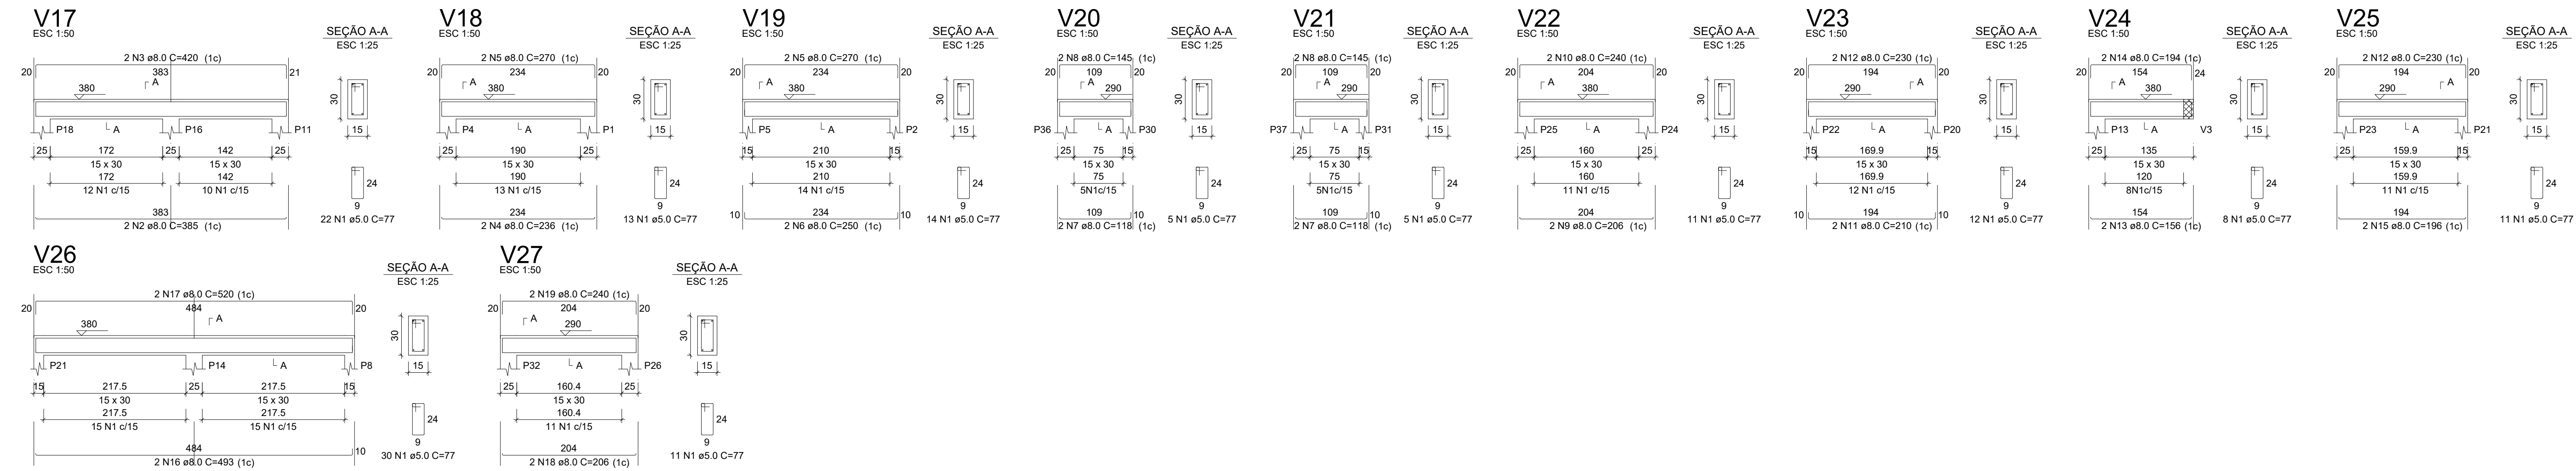 V17
ESC 1:50
SEÇÃO A-A
ESC 1:25
2 N3 ø8.0 C=420 (1c)
20 383 21
A
380
30
P18 A P16 P11
15
25 172 25 142 25
15 x 30 15 x 30
172 142
12 N1 c/15 10 N1 c/15
24
9
22 N1 ø5.0 C=77
383
2 N2 ø8.0 C=385 (1c)
V18
ESC 1:50
SEÇÃO A-A
ESC 1:25
2 N5 ø8.0 C=270 (1c)
20 234 20
A
380
30
P4 A P1
15
25 190 25
15 x 30
190
13 N1 c/15
24
9
13 N1 ø5.0 C=77
234
2 N4 ø8.0 C=236 (1c)
V19
ESC 1:50
SEÇÃO A-A
ESC 1:25
2 N5 ø8.0 C=270 (1c)
20 234 20
A
380
30
P5 A P2
15
15 210 15
15 x 30
210
14 N1 c/15
24
9
14 N1 ø5.0 C=77
10 234 10
2 N6 ø8.0 C=250 (1c)
V20
ESC 1:50
SEÇÃO A-A
ESC 1:25
2 N8 ø8.0 C=145 (1c)
20 109 20
A
290
30
P36 A P30
15
25 75 15
15 x 30
75
5N1c/15
24
9
5 N1 ø5.0 C=77
109 10
2 N7 ø8.0 C=118 (1c)
V21
ESC 1:50
SEÇÃO A-A
ESC 1:25
2 N8 ø8.0 C=145 (1c)
20 109 20
A
290
30
P37 A P31
15
25 75 15
15 x 30
75
5N1c/15
24
9
5 N1 ø5.0 C=77
109 10
2 N7 ø8.0 C=118 (1c)
V22
ESC 1:50
SEÇÃO A-A
ESC 1:25
2 N10 ø8.0 C=240 (1c)
20 204 20
A
380
30
P25 A P24
15
25 160 25
15 x 30
160
11 N1 c/15
24
9
11 N1 ø5.0 C=77
204
2 N9 ø8.0 C=206 (1c)
V23
ESC 1:50
SEÇÃO A-A
ESC 1:25
2 N12 ø8.0 C=230 (1c)
20 194 20
A
290
30
P22 A P20
15
15 169.9 15
15 x 30
169.9
12 N1 c/15
24
9
12 N1 ø5.0 C=77
10 194 10
2 N11 ø8.0 C=210 (1c)
V24
ESC 1:50
SEÇÃO A-A
ESC 1:25
2 N14 ø8.0 C=194 (1c)
20 154 24
A
380
30
P13 A V3
15
25 135
15 x 30
120
8N1c/15
24
9
8 N1 ø5.0 C=77
154
2 N13 ø8.0 C=156 (1c)
V25
ESC 1:50
SEÇÃO A-A
ESC 1:25
2 N12 ø8.0 C=230 (1c)
20 194 20
A
290
30
P23 A P21
15
25 159.9 15
15 x 30
159.9
11 N1 c/15
24
9
11 N1 ø5.0 C=77
194
2 N15 ø8.0 C=196 (1c)
V26
ESC 1:50
SEÇÃO A-A
ESC 1:25
2 N17 ø8.0 C=520 (1c)
20 484 20
A
380
30
P21 P14 A P8
15
15 217.5 25 217.5 15
15 x 30 15 x 30
217.5 217.5
15 N1 c/15 15 N1 c/15
24
9
30 N1 ø5.0 C=77
484 10
2 N16 ø8.0 C=493 (1c)
V27
ESC 1:50
SEÇÃO A-A
ESC 1:25
2 N19 ø8.0 C=240 (1c)
20 204 20
A
290
30
P32 A P26
15
25 160.4 25
15 x 30
160.4
11 N1 c/15
24
9
11 N1 ø5.0 C=77
204
2 N18 ø8.0 C=206 (1c)